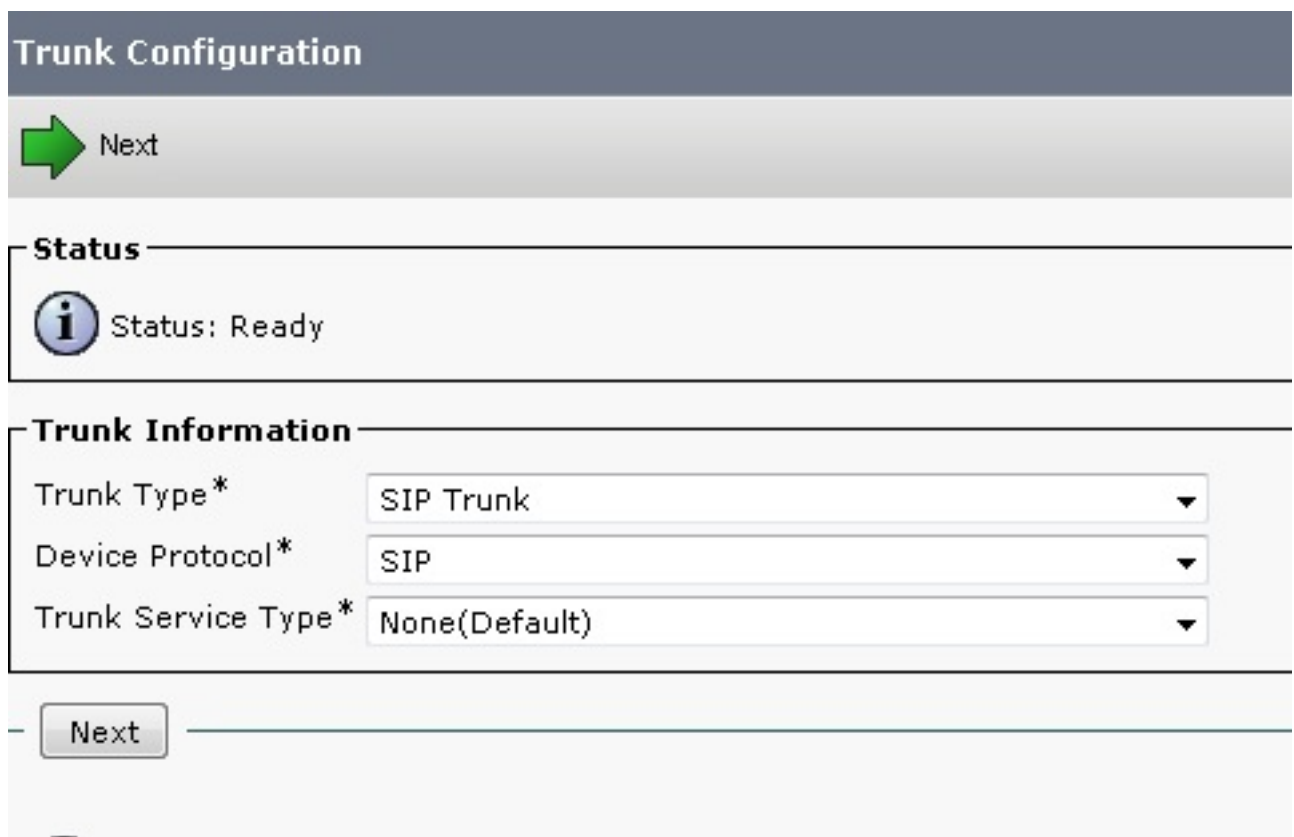 Trunk Configuration
Next
Status
Status: Ready
Trunk Information
Trunk Type* SIP Trunk
Device Protocol* SIP
Trunk Service Type* None(Default)
Next